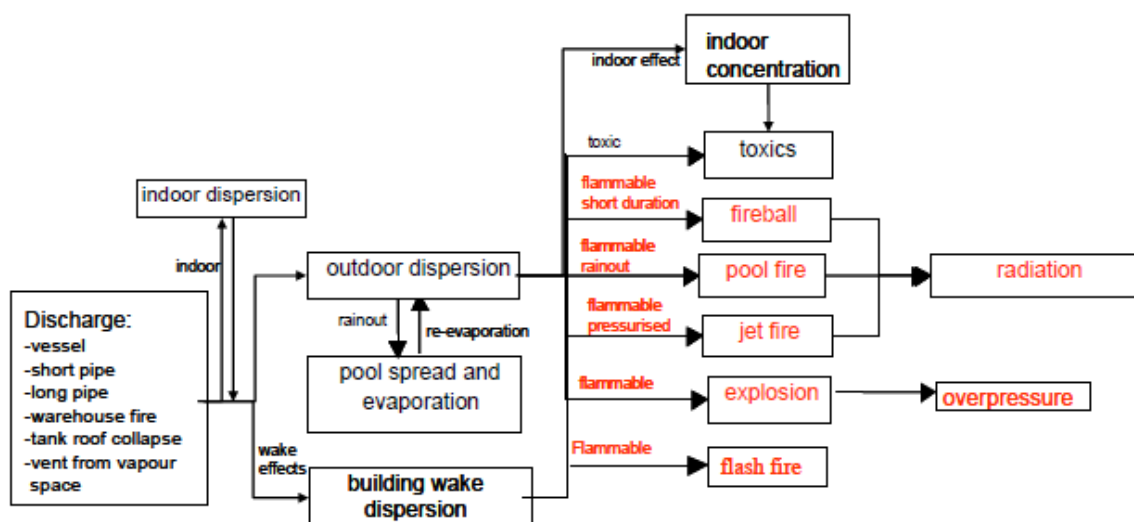 indoor effect
indoor
concentration
toxic
toxics
indoor dispersion
flammable
short duration
fireball
indoor
outdoor dispersion
flammable
rainout
pool fire
radiation
Discharge:
-vessel
-short pipe
-long pipe
-warehouse fire
-tank roof collapse
-vent from vapour
space
rainout
re-evaporation
flammable
pressurised
jet fire
pool spread and
evaporation
flammable
explosion
overpressure
wake
effects
building wake
dispersion
Flammable
flash fire